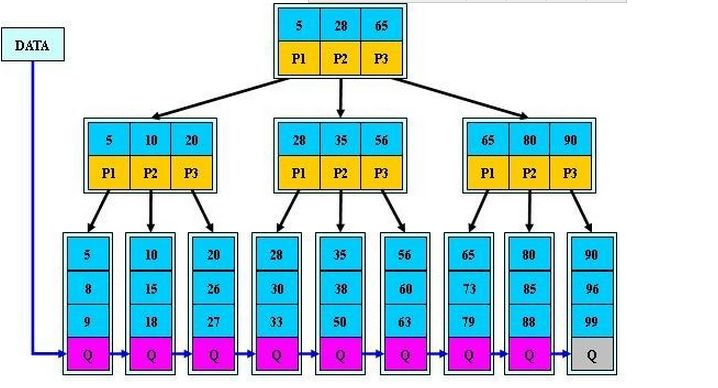 5 28 65
DATA
P1 P2 P3
5 10 20 28 35 56 65 80 90
P1 P2 P3 P1 P2 P3 P1 P2 P3
5 10 20 28 35 56 65 80 90
8 15 26 30 38 60 73 85 96
9 18 27 33 50 63 79 88 99
Q Q Q Q Q Q Q Q Q